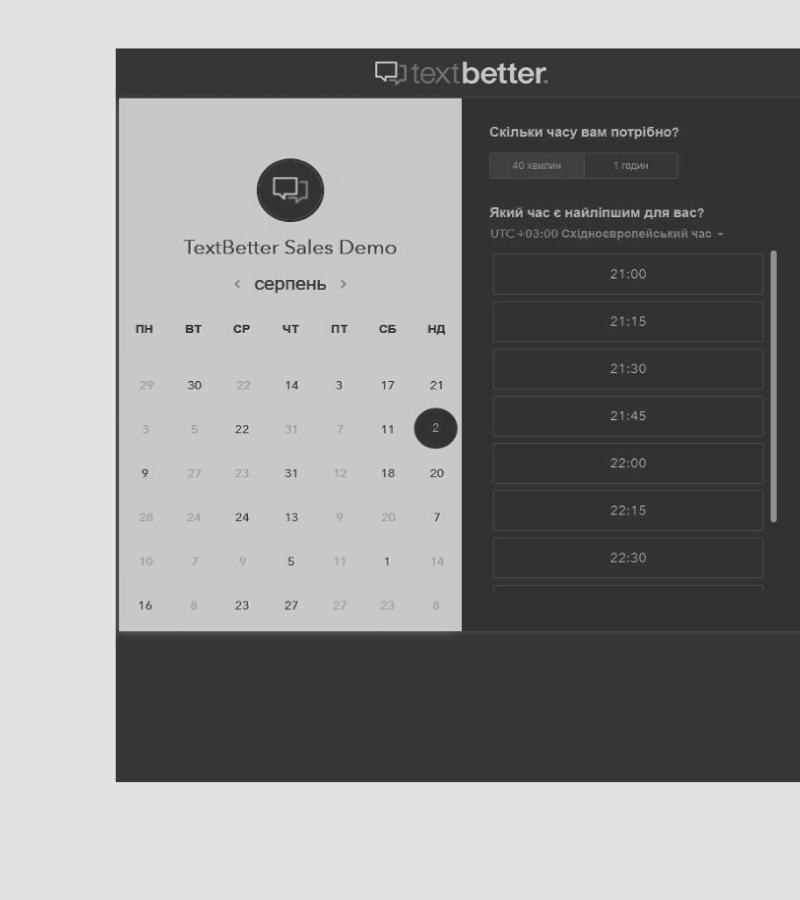 textbetter.
TextBetter Sales Demo
‹ серпень ›
ПН ВТ СР ЧТ ПТ СБ НД
29 30 22 14 3 17 21
3 5 22 31 7 11 2
9 27 23 31 12 18 20
28 24 24 13 9 20 7
10 7 9 5 11 1 14
16 8 23 27 27 23 8
Скільки часу вам потрібно?
40 хвилин 1 годин
Який час є найліпшим для вас?
UTC +03:00 Східноєвропейський час
21:00
21:15
21:30
21:45
22:00
22:15
22:30